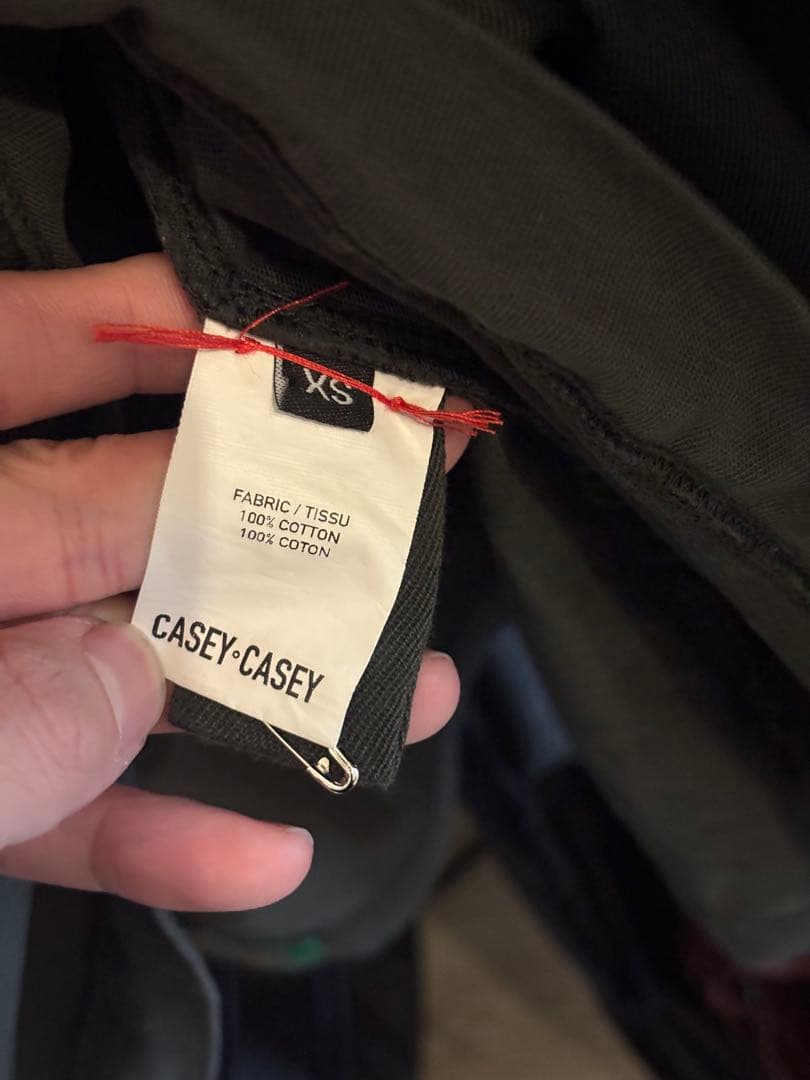 XS
FABRIC / TISSU
100% COTTON
100% COTON
CASEY°CASEY